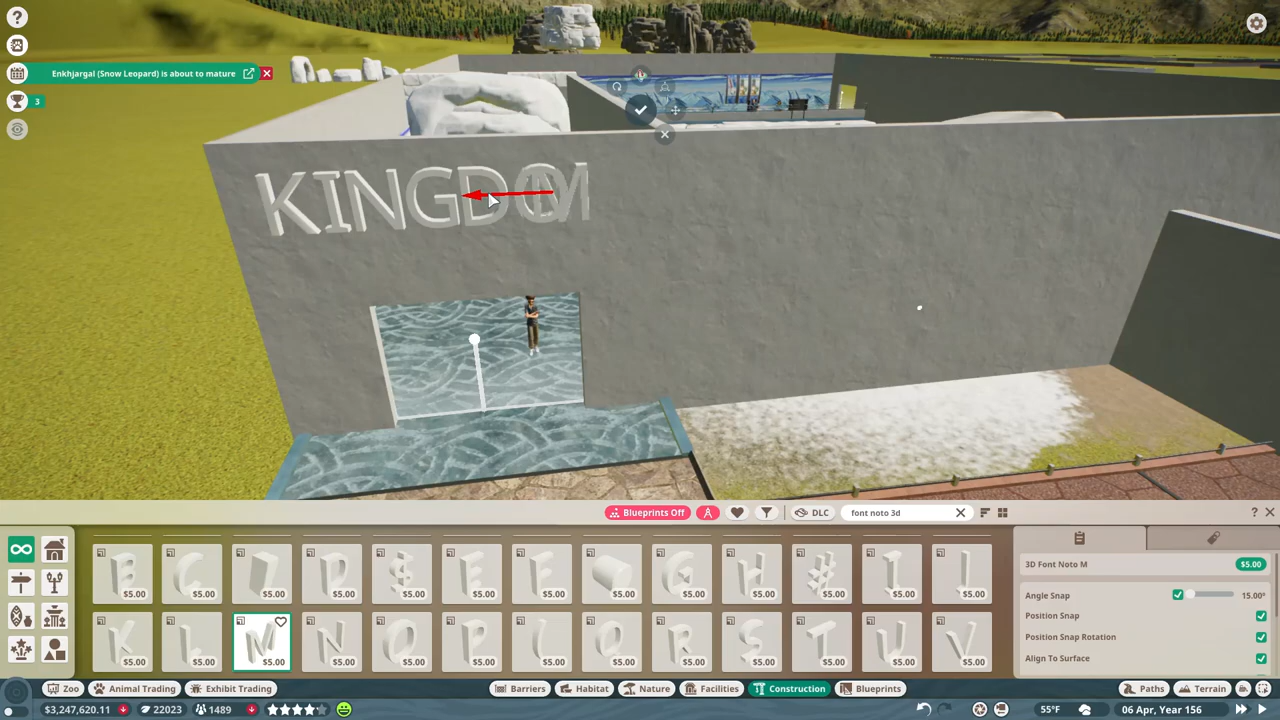 Enkhjargal (Snow Leopard) is about to mature
3
KINGDOM
Blueprints Off
DLC
font noto 3d
?
$5.00 $5.00 $5.00 $5.00 $5.00 $5.00 $5.00 $5.00 $5.00 $5.00 $5.00 $5.00 $5.00
$5.00 $5.00 $5.00 $5.00 $5.00 $5.00 $5.00 $5.00 $5.00 $5.00 $5.00 $5.00 $5.00
3D Font Noto M $5.00
Angle Snap 15.00°
Position Snap
Position Snap Rotation
Align To Surface
Zoo Animal Trading Exhibit Trading Barriers Habitat Nature Facilities Construction Blueprints Paths Terrain
$3,247,620.11 22023 1489 55°F 06 Apr, Year 156